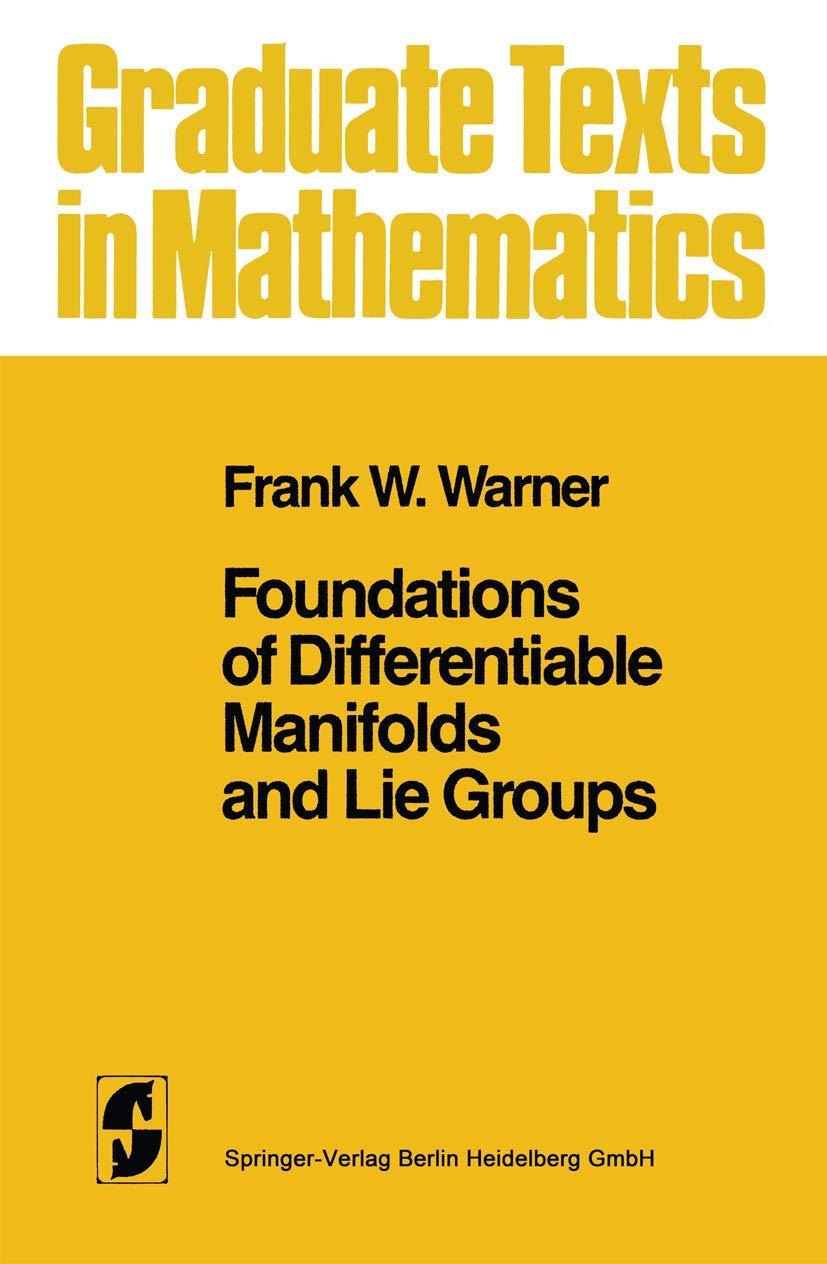 Graduate Texts
in Mathematics
Frank W. Warner
Foundations
of Differentiable
Manifolds
and Lie Groups
Springer-Verlag Berlin Heidelberg GmbH